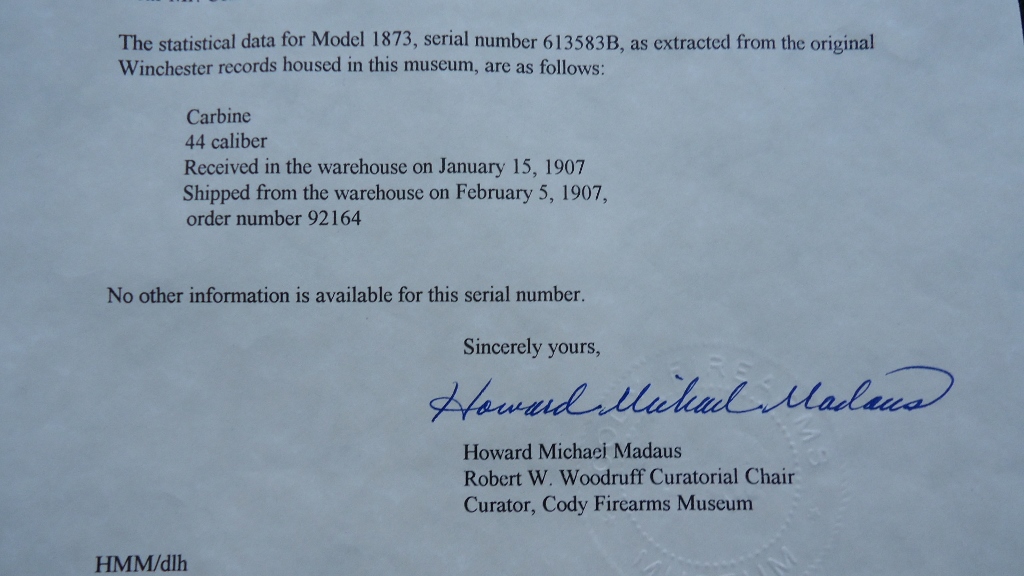 The statistical data for Model 1873, serial number 613583B, as extracted from the original
Winchester records housed in this museum, are as follows:
Carbine
44 caliber
Received in the warehouse on January 15, 1907
Shipped from the warehouse on February 5, 1907,
order number 92164
No other information is available for this serial number.
Sincerely yours,
Howard Michael Madaus
Howard Michael Madaus
Robert W. Woodruff Curatorial Chair
Curator, Cody Firearms Museum
HMM/dlh